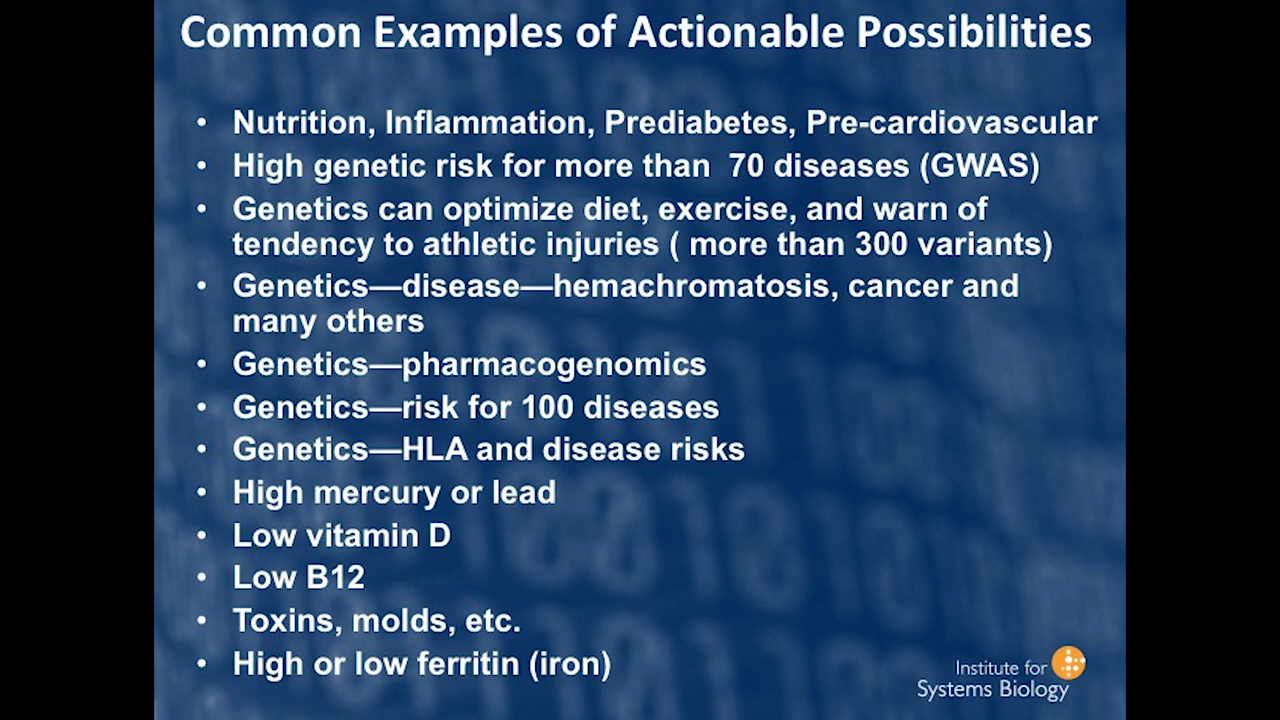 Common Examples of Actionable Possibilities
• Nutrition, Inflammation, Prediabetes, Pre-cardiovascular
• High genetic risk for more than  70 diseases (GWAS)
• Genetics can optimize diet, exercise, and warn of
tendency to athletic injuries ( more than 300 variants)
• Genetics—disease—hemachromatosis, cancer and
many others
• Genetics—pharmacogenomics
• Genetics—risk for 100 diseases
• Genetics—HLA and disease risks
• High mercury or lead
• Low vitamin D
• Low B12
• Toxins, molds, etc.
• High or low ferritin (iron)
Institute for
Systems Biology